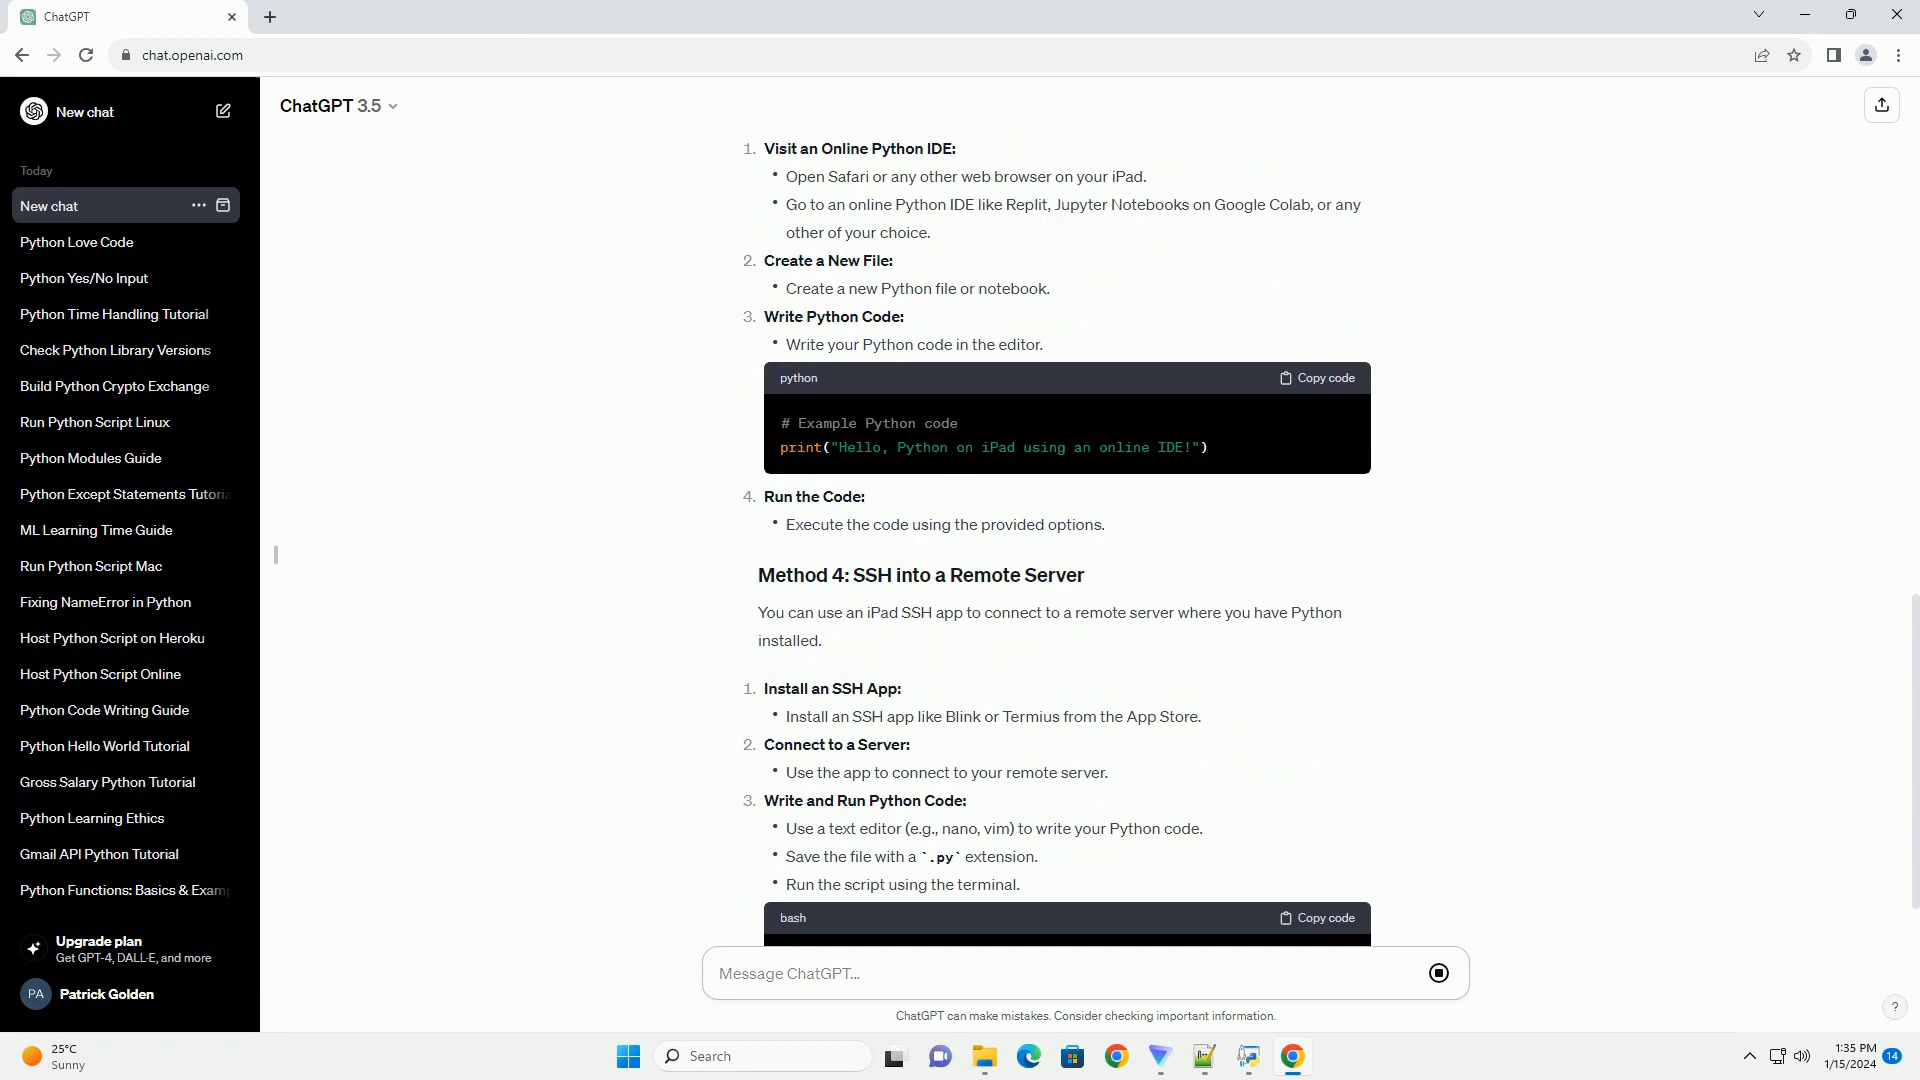 ChatGPT
chat.openai.com
New chat
Today
New chat
Python Love Code
Python Yes/No Input
Python Time Handling Tutorial
Check Python Library Versions
Build Python Crypto Exchange
Run Python Script Linux
Python Modules Guide
Python Except Statements Tutoria
ML Learning Time Guide
Run Python Script Mac
Fixing NameError in Python
Host Python Script on Heroku
Host Python Script Online
Python Code Writing Guide
Python Hello World Tutorial
Gross Salary Python Tutorial
Python Learning Ethics
Gmail API Python Tutorial
Python Functions: Basics & Exam
Upgrade plan
Get GPT-4, DALL·E, and more
PA Patrick Golden
ChatGPT 3.5
1. Visit an Online Python IDE:
• Open Safari or any other web browser on your iPad.
• Go to an online Python IDE like Replit, Jupyter Notebooks on Google Colab, or any
other of your choice.
2. Create a New File:
• Create a new Python file or notebook.
3. Write Python Code:
• Write your Python code in the editor.
python Copy code
# Example Python code
print("Hello, Python on iPad using an online IDE!")
4. Run the Code:
• Execute the code using the provided options.
Method 4: SSH into a Remote Server
You can use an iPad SSH app to connect to a remote server where you have Python
installed.
1. Install an SSH App:
• Install an SSH app like Blink or Termius from the App Store.
2. Connect to a Server:
• Use the app to connect to your remote server.
3. Write and Run Python Code:
• Use a text editor (e.g., nano, vim) to write your Python code.
• Save the file with a `.py` extension.
• Run the script using the terminal.
bash Copy code
Message ChatGPT...
ChatGPT can make mistakes. Consider checking important information.
?
25°C
Sunny
Search
1:35 PM
1/15/2024
14